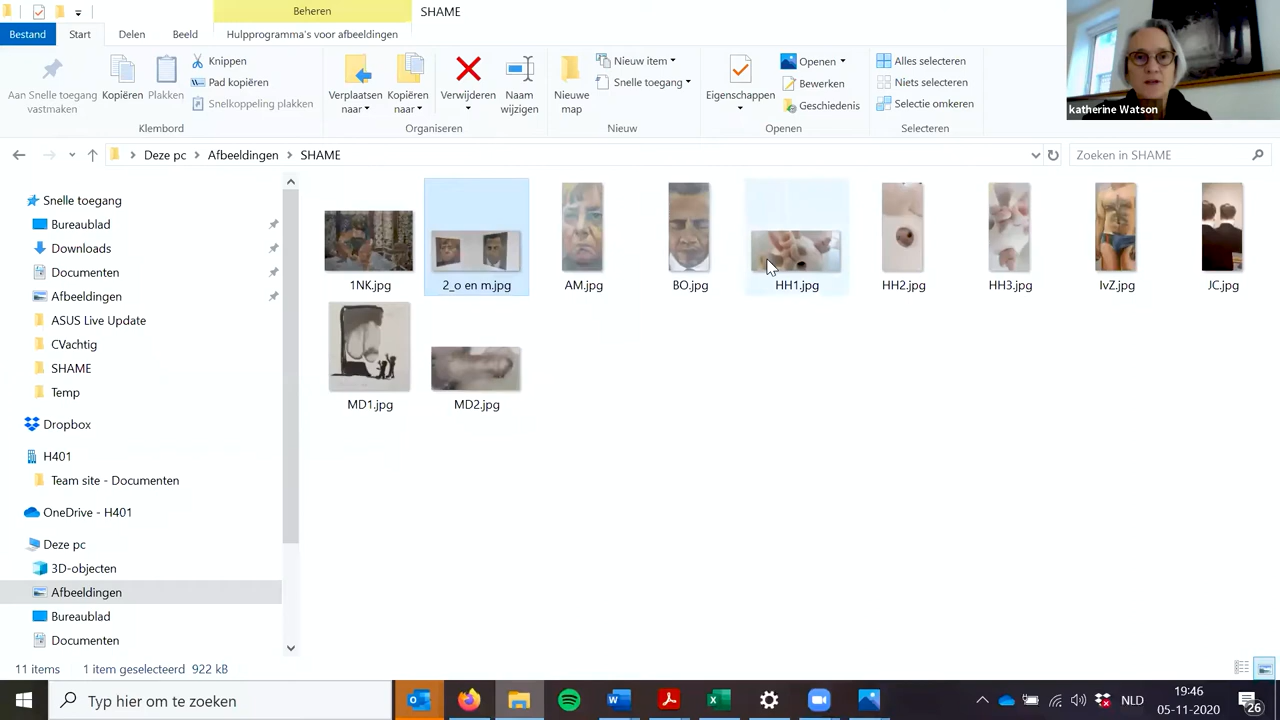 Beheren
SHAME
Bestand
Start
Delen
Beeld
Hulpprogramma's voor afbeeldingen
Aan Snelle toegang
vastmaken
Kopiëren
Plakken
Knippen
Pad kopiëren
Snelkoppeling plakken
Klembord
Verplaatsen
naar
Kopiëren
naar
Verwijderen
Naam
wijzigen
Organiseren
Nieuwe
map
Nieuw item
Snelle toegang
Nieuw
Eigenschappen
Openen
Bewerken
Geschiedenis
Openen
Alles selecteren
Niets selecteren
Selectie omkeren
Selecteren
katherine Watson
Deze pc
Afbeeldingen
SHAME
Zoeken in SHAME
Snelle toegang
Bureaublad
Downloads
Documenten
Afbeeldingen
ASUS Live Update
CVachtig
SHAME
Temp
Dropbox
H401
Team site - Documenten
OneDrive - H401
Deze pc
3D-objecten
Afbeeldingen
Bureaublad
Documenten
1NK.jpg
2_o en m.jpg
AM.jpg
BO.jpg
HH1.jpg
HH2.jpg
HH3.jpg
IvZ.jpg
JC.jpg
MD1.jpg
MD2.jpg
11 items
1 item geselecteerd
922 kB
Typ hier om te zoeken
NLD
19:46
05-11-2020
26